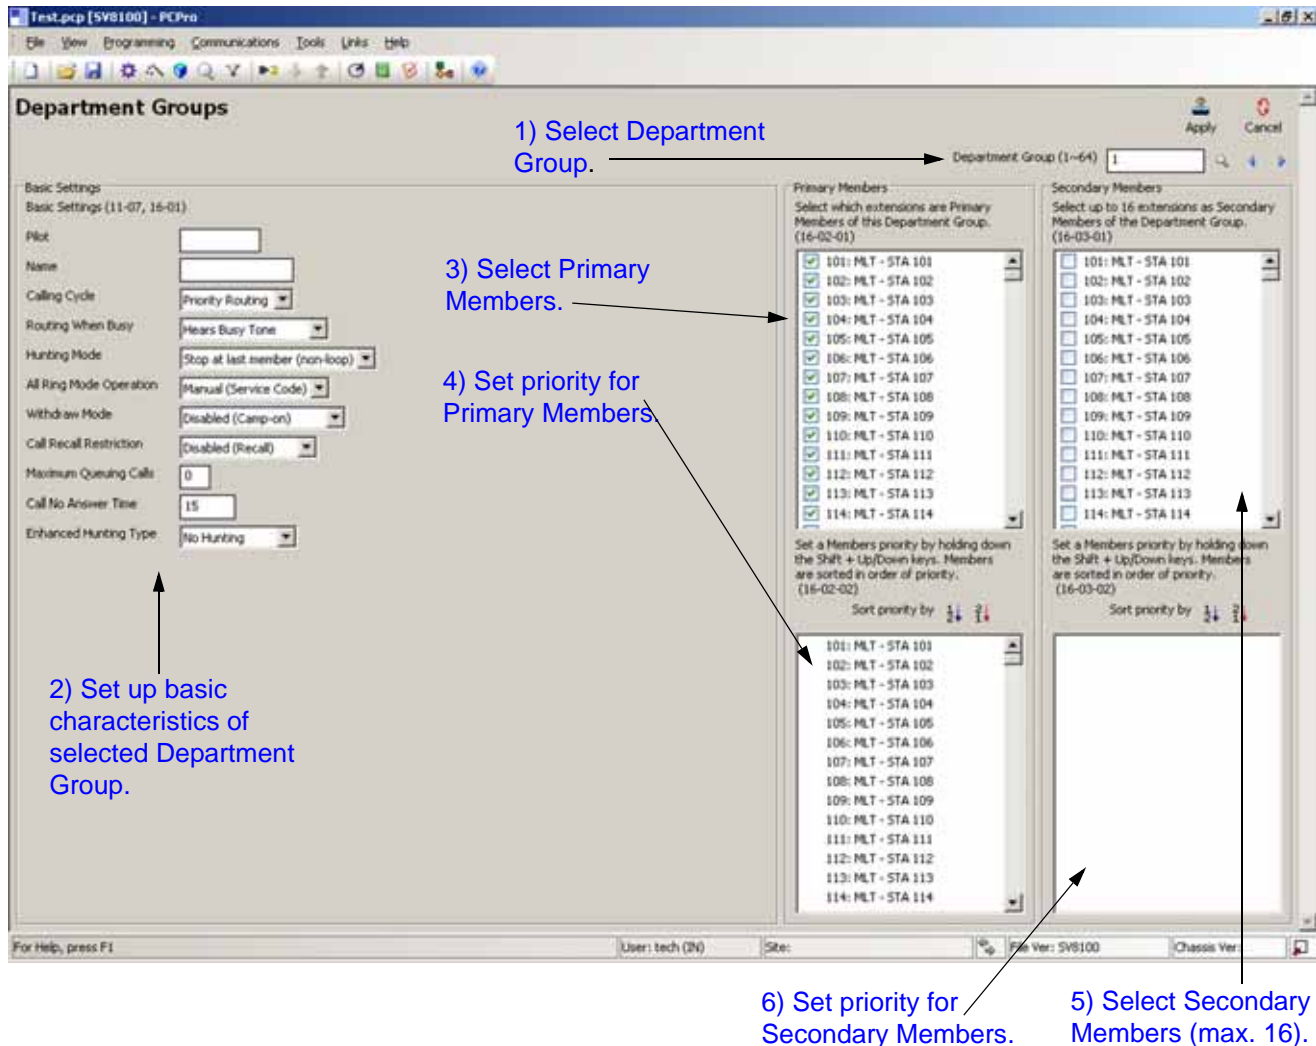 Test.pcp [SV8100] - PCPro
File View Programming Communications Tools Links Help
Department Groups
Apply Cancel
1) Select Department
Group.
Department Group (1~64) 1
Basic Settings
Basic Settings (11-07, 16-01)
Pilot
Name
Calling Cycle Priority Routing
Routing When Busy Hears Busy Tone
Hunting Mode Stop at last member (non-loop)
All Ring Mode Operation Manual (Service Code)
Withdraw Mode Disabled (Camp-on)
Call Recall Restriction Disabled (Recall)
Maximum Queuing Calls 0
Call No Answer Time 15
Enhanced Hunting Type No Hunting
2) Set up basic
characteristics of
selected Department
Group.
3) Select Primary
Members.
4) Set priority for
Primary Members.
Primary Members
Select which extensions are Primary
Members of this Department Group.
(16-02-01)
101: MLT - STA 101
102: MLT - STA 102
103: MLT - STA 103
104: MLT - STA 104
105: MLT - STA 105
106: MLT - STA 106
107: MLT - STA 107
108: MLT - STA 108
109: MLT - STA 109
110: MLT - STA 110
111: MLT - STA 111
112: MLT - STA 112
113: MLT - STA 113
114: MLT - STA 114
Set a Members priority by holding down
the Shift + Up/Down keys. Members
are sorted in order of priority.
(16-02-02)
Sort priority by
101: MLT - STA 101
102: MLT - STA 102
103: MLT - STA 103
104: MLT - STA 104
105: MLT - STA 105
106: MLT - STA 106
107: MLT - STA 107
108: MLT - STA 108
109: MLT - STA 109
110: MLT - STA 110
111: MLT - STA 111
112: MLT - STA 112
113: MLT - STA 113
114: MLT - STA 114
Secondary Members
Select up to 16 extensions as Secondary
Members of the Department Group.
(16-03-01)
101: MLT - STA 101
102: MLT - STA 102
103: MLT - STA 103
104: MLT - STA 104
105: MLT - STA 105
106: MLT - STA 106
107: MLT - STA 107
108: MLT - STA 108
109: MLT - STA 109
110: MLT - STA 110
111: MLT - STA 111
112: MLT - STA 112
113: MLT - STA 113
114: MLT - STA 114
Set a Members priority by holding down
the Shift + Up/Down keys. Members
are sorted in order of priority.
(16-03-02)
Sort priority by
For Help, press F1 User: tech (IN) Site: File Ver: SV8100 Chassis Ver:
6) Set priority for
Secondary Members.
5) Select Secondary
Members (max. 16).